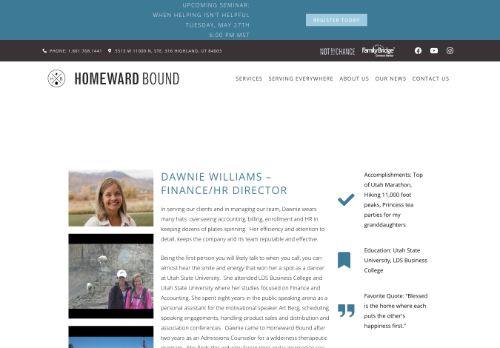 UPCOMING SEMINAR:
WHEN HELPING ISN'T HELPFUL
TUESDAY, MAY 27TH
6:00 PM MST
REGISTER TODAY
PHONE: 1.801.768.1441
5513 W 11000 N, STE. 316 HIGHLAND, UT 84003
NOT BY CHANCE
FamilyBridge
HOMEWARD BOUND
SERVICES
SERVING EVERYWHERE
ABOUT US
OUR NEWS
CONTACT US
DAWNIE WILLIAMS –
FINANCE/HR DIRECTOR
In serving our clients and in managing our team, Dawnie wears
many hats: overseeing accounting, billing, enrollment and HR in
keeping dozens of plates spinning.  Her efficiency and attention to
detail, keeps the company and its team reputable and effective.
Being the first person you will likely talk to when you call, you can
almost hear the smile and energy that won her a spot as a dancer
at Utah State University.  She attended LDS Business College and
Utah State University where her studies focused on Finance and
Accounting. She spent eight years in the public speaking arena as a
personal assistant for the motivational speaker Art Berg, scheduling
speaking engagements, handling product sales and distribution and
association conferences.  Dawnie came to Homeward Bound after
two years as an Admissions Counselor for a wilderness therapeutic
Accomplishments: Top
of Utah Marathon,
Hiking 11,000 foot
peaks, Princess tea
parties for my
granddaughters
Education: Utah State
University, LDS Business
College
Favorite Quote: "Blessed
is the home where each
puts the other's
happiness first."